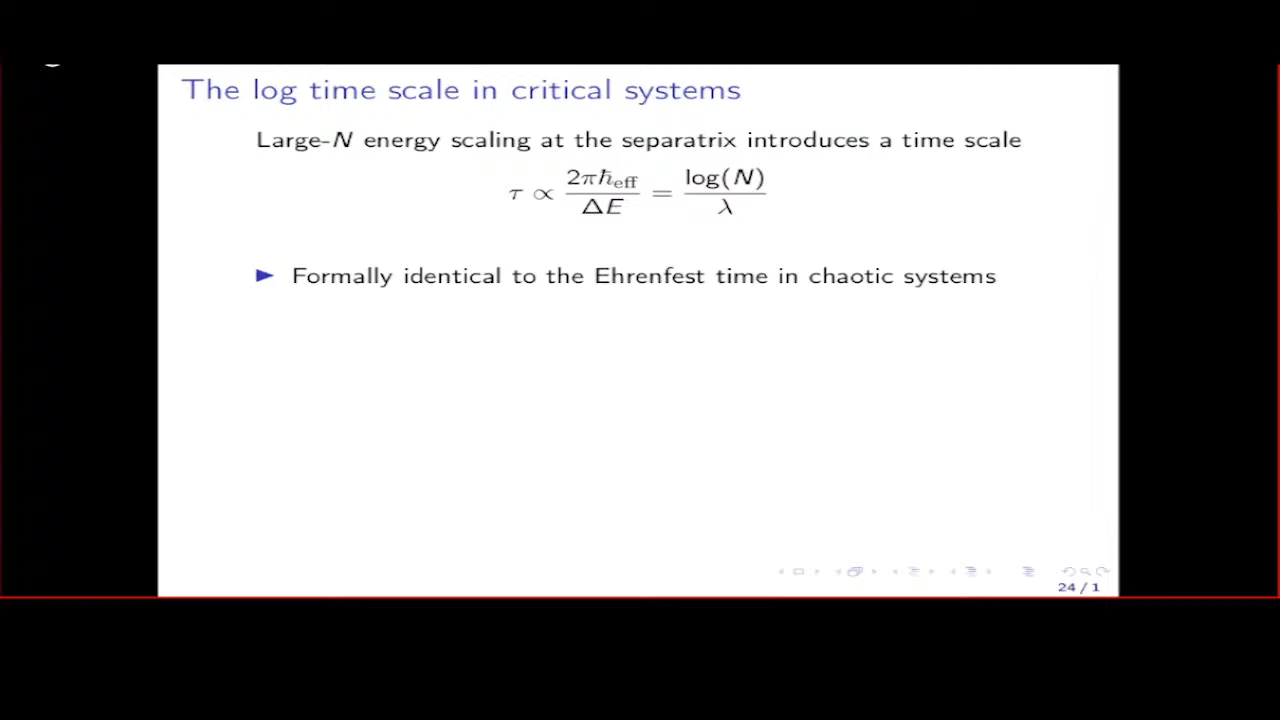 The log time scale in critical systems
Large-N energy scaling at the separatrix introduces a time scale
τ ∝ 2πℏ_eff / ΔE = log(N) / λ
▶ Formally identical to the Ehrenfest time in chaotic systems
24 / 1